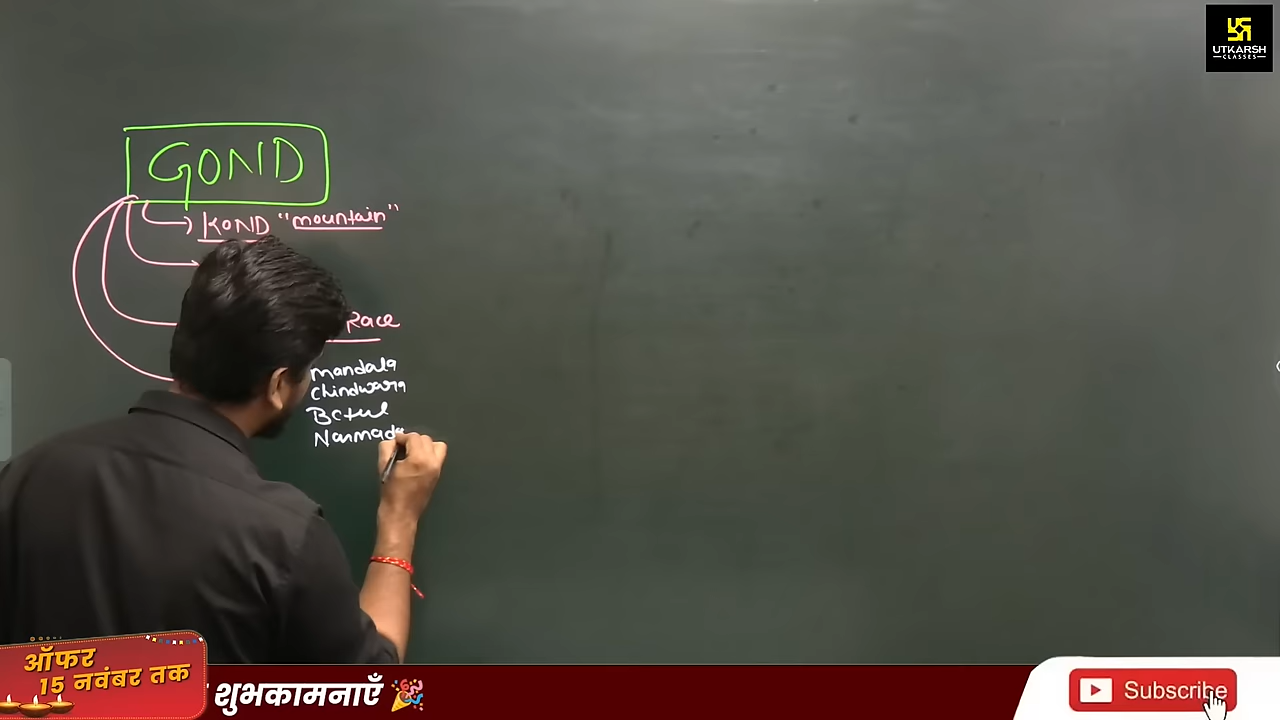 UTKARSH
CLASSES
GOND
KOND "mountain"
Race
mandala
Chindwara
Betul
Narmada
ऑफर
15 नवंबर तक
शुभकामनाएँ
Subscribe